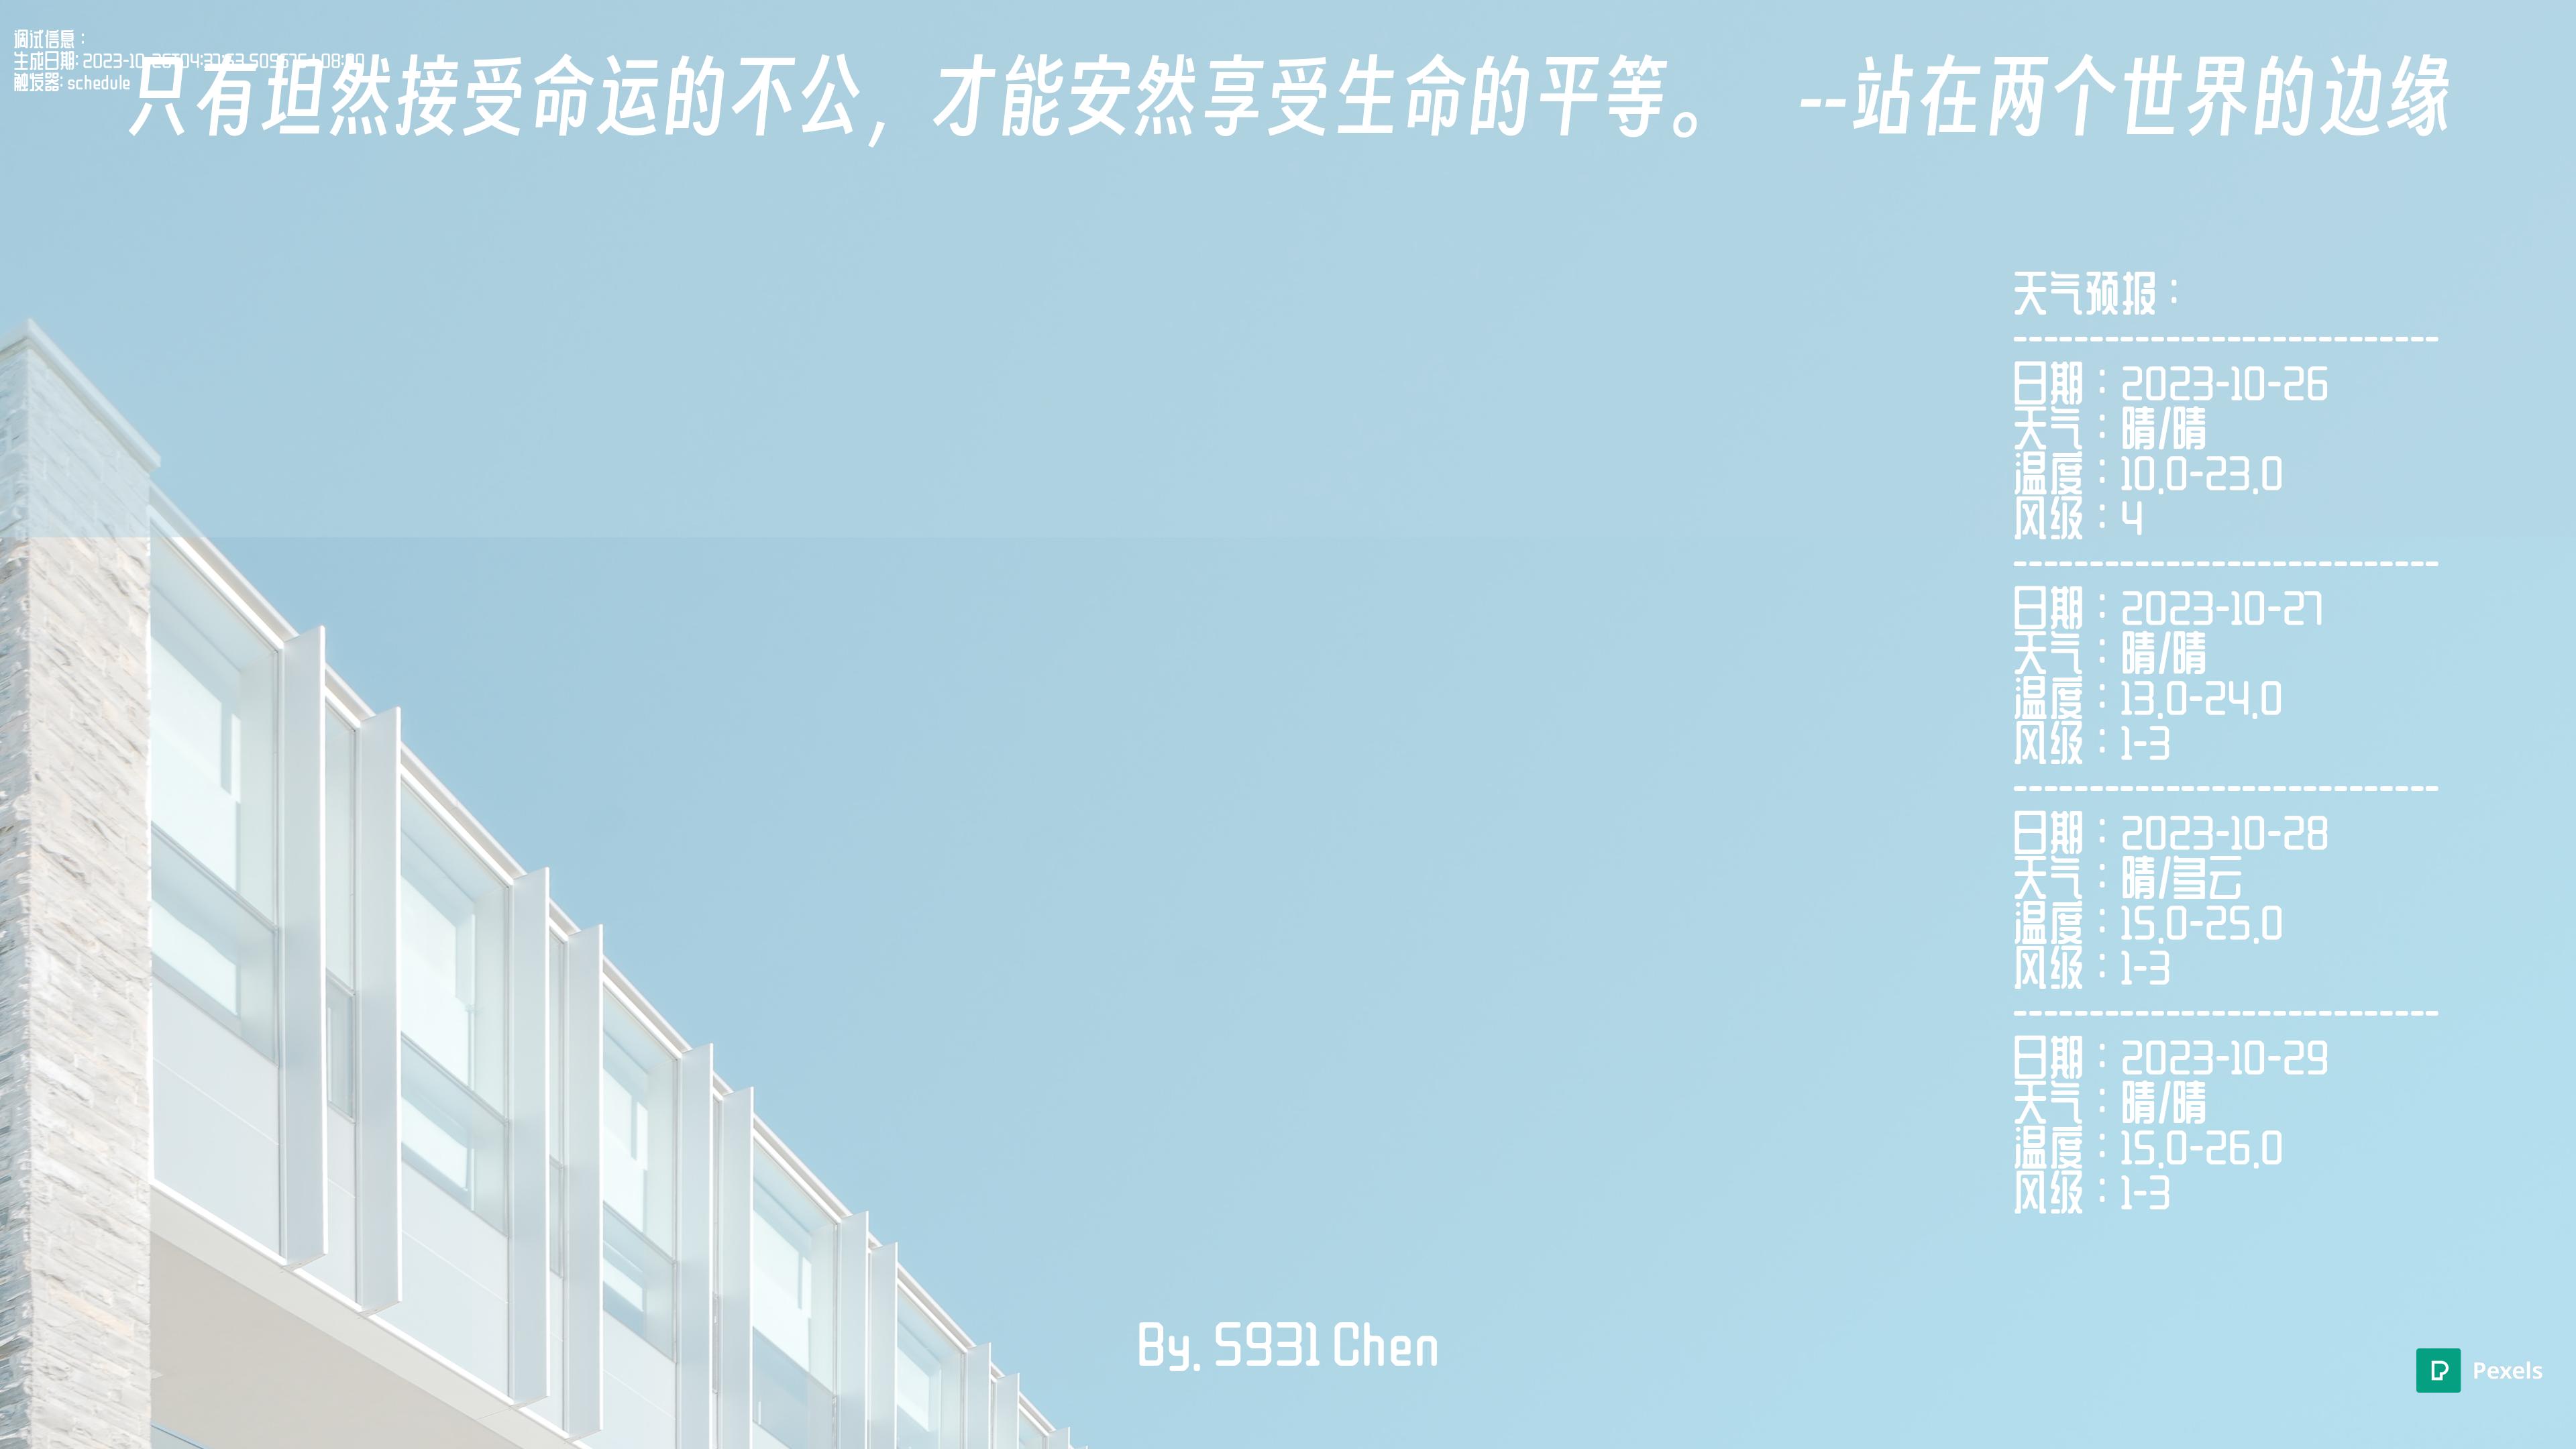 调试信息：
生成日期: 2023-10-26T04:37:53
触发器: schedule
只有坦然接受命运的不公，才能安然享受生命的平等。 --站在两个世界的边缘
天气预报：
----------------------------
日期：2023-10-26
天气：晴/晴
温度：10.0-23.0
风级：4
----------------------------
日期：2023-10-27
天气：晴/晴
温度：13.0-24.0
风级：1-3
----------------------------
日期：2023-10-28
天气：晴/多云
温度：15.0-25.0
风级：1-3
----------------------------
日期：2023-10-29
天气：晴/晴
温度：15.0-26.0
风级：1-3
By. S931 Chen
Pexels